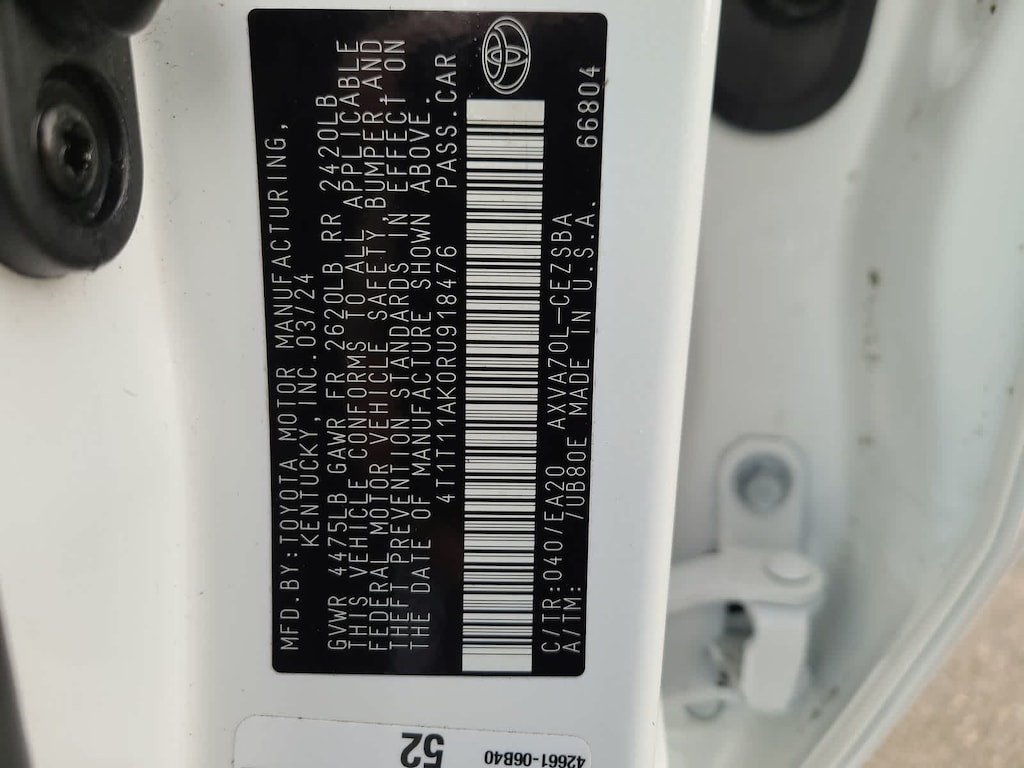 MFD.BY:TOYOTA MOTOR MANUFACTURING,
KENTUCKY, INC.03/24
GVWR 4475LB GAWR FR 2620LB RR 2420LB
THIS VEHICLE CONFORMS TO ALL APPLICABLE
FEDERAL MOTOR VEHICLE SAFETY,BUMPER,AND
THEFT PREVENTION STANDARDS IN EFFECT ON
THE DATE OF MANUFACTURE SHOWN ABOVE.
4T1T11AK0RU918476 PASS.CAR
C/TR:040/EA20 AXVA70L-CEZSBA
A/TM: /UB80E MADE IN U.S.A. 66804
52
42661-06B40